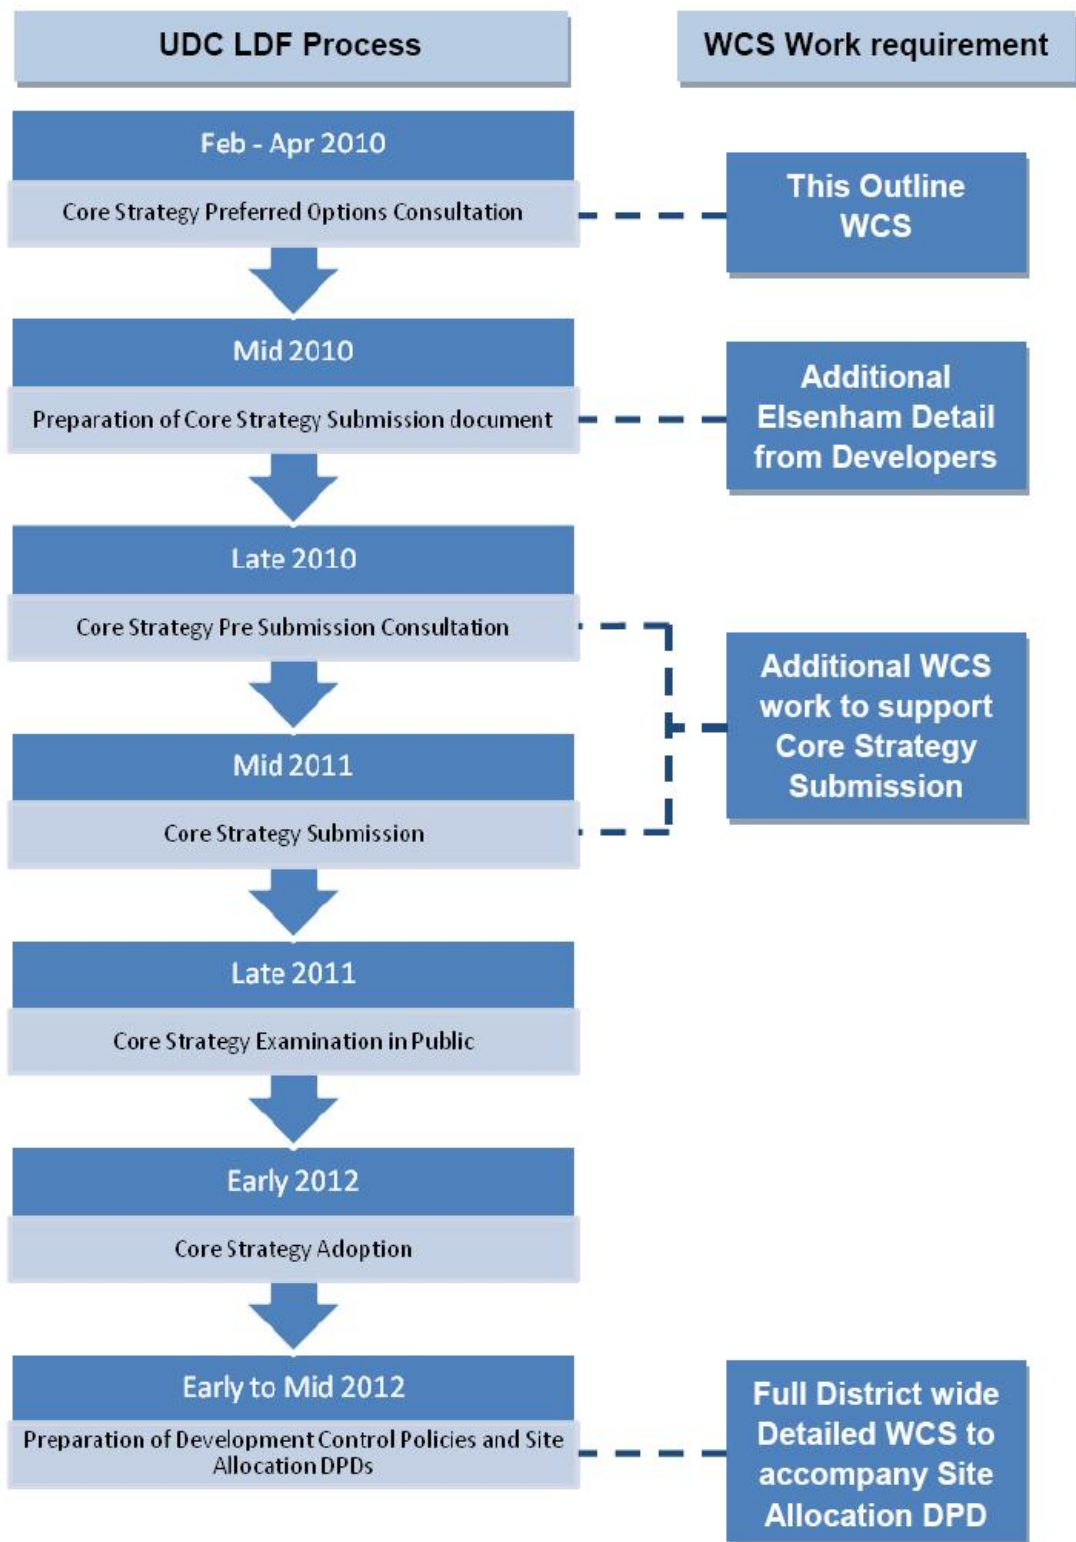 UDC LDF Process
WCS Work requirement
Feb - Apr 2010
Core Strategy Preferred Options Consultation
This Outline
WCS
Mid 2010
Preparation of Core Strategy Submission document
Additional
Elsenham Detail
from Developers
Late 2010
Core Strategy Pre Submission Consultation
Additional WCS
work to support
Core Strategy
Submission
Mid 2011
Core Strategy Submission
Late 2011
Core Strategy Examination in Public
Early 2012
Core Strategy Adoption
Early to Mid 2012
Preparation of Development Control Policies and Site
Allocation DPDs
Full District wide
Detailed WCS to
accompany Site
Allocation DPD